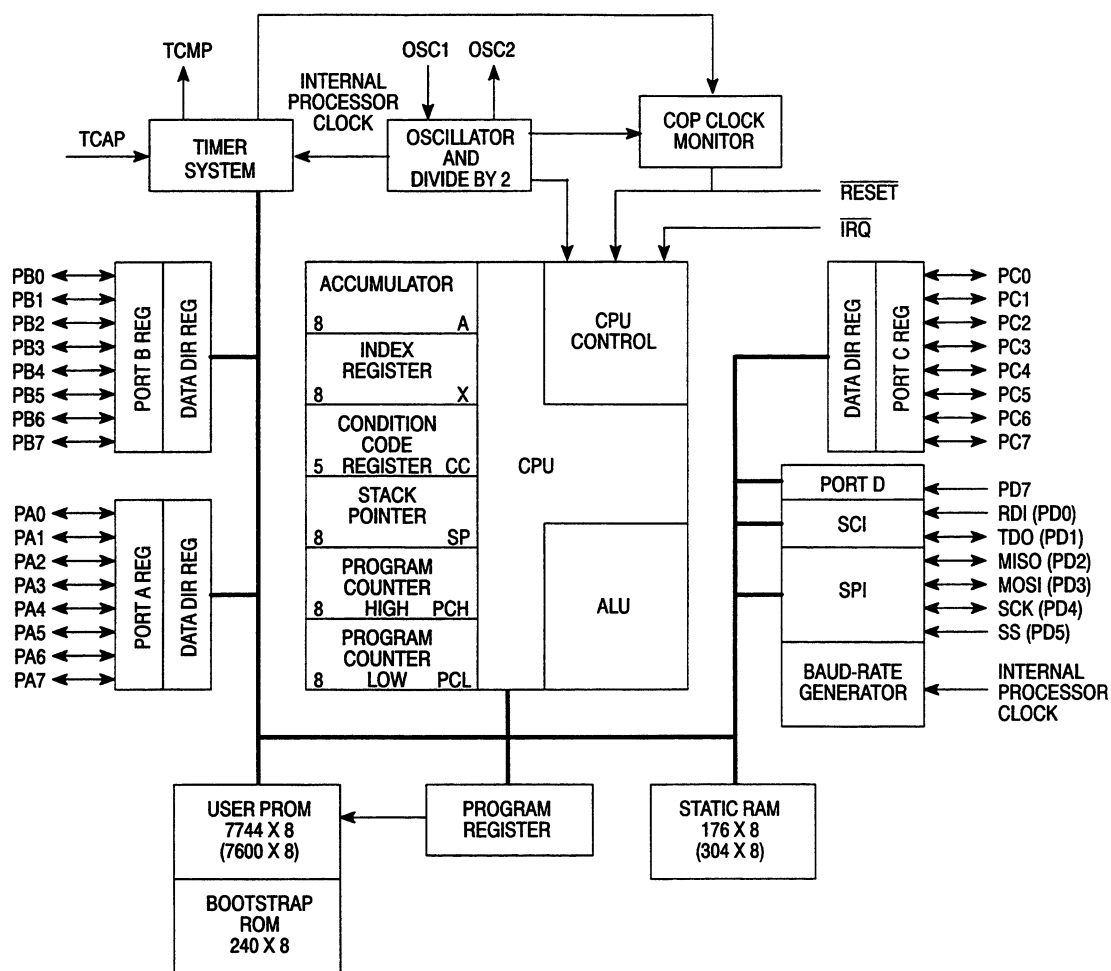 TCMP
OSC1
OSC2
INTERNAL
PROCESSOR
CLOCK
TCAP
TIMER
SYSTEM
OSCILLATOR
AND
DIVIDE BY 2
COP CLOCK
MONITOR
RESET
IRQ
PB0
PB1
PB2
PB3
PB4
PB5
PB6
PB7
PORT B REG
DATA DIR REG
PA0
PA1
PA2
PA3
PA4
PA5
PA6
PA7
PORT A REG
DATA DIR REG
ACCUMULATOR
8 A
INDEX
REGISTER
8 X
CONDITION
CODE
5 REGISTER CC
STACK
POINTER
8 SP
PROGRAM
COUNTER
8 HIGH PCH
PROGRAM
COUNTER
8 LOW PCL
CPU
CONTROL
CPU
ALU
DATA DIR REG
PORT C REG
PC0
PC1
PC2
PC3
PC4
PC5
PC6
PC7
PORT D
SCI
SPI
BAUD-RATE
GENERATOR
PD7
RDI (PD0)
TDO (PD1)
MISO (PD2)
MOSI (PD3)
SCK (PD4)
SS (PD5)
INTERNAL
PROCESSOR
CLOCK
USER PROM
7744 X 8
(7600 X 8)
BOOTSTRAP
ROM
240 X 8
PROGRAM
REGISTER
STATIC RAM
176 X 8
(304 X 8)